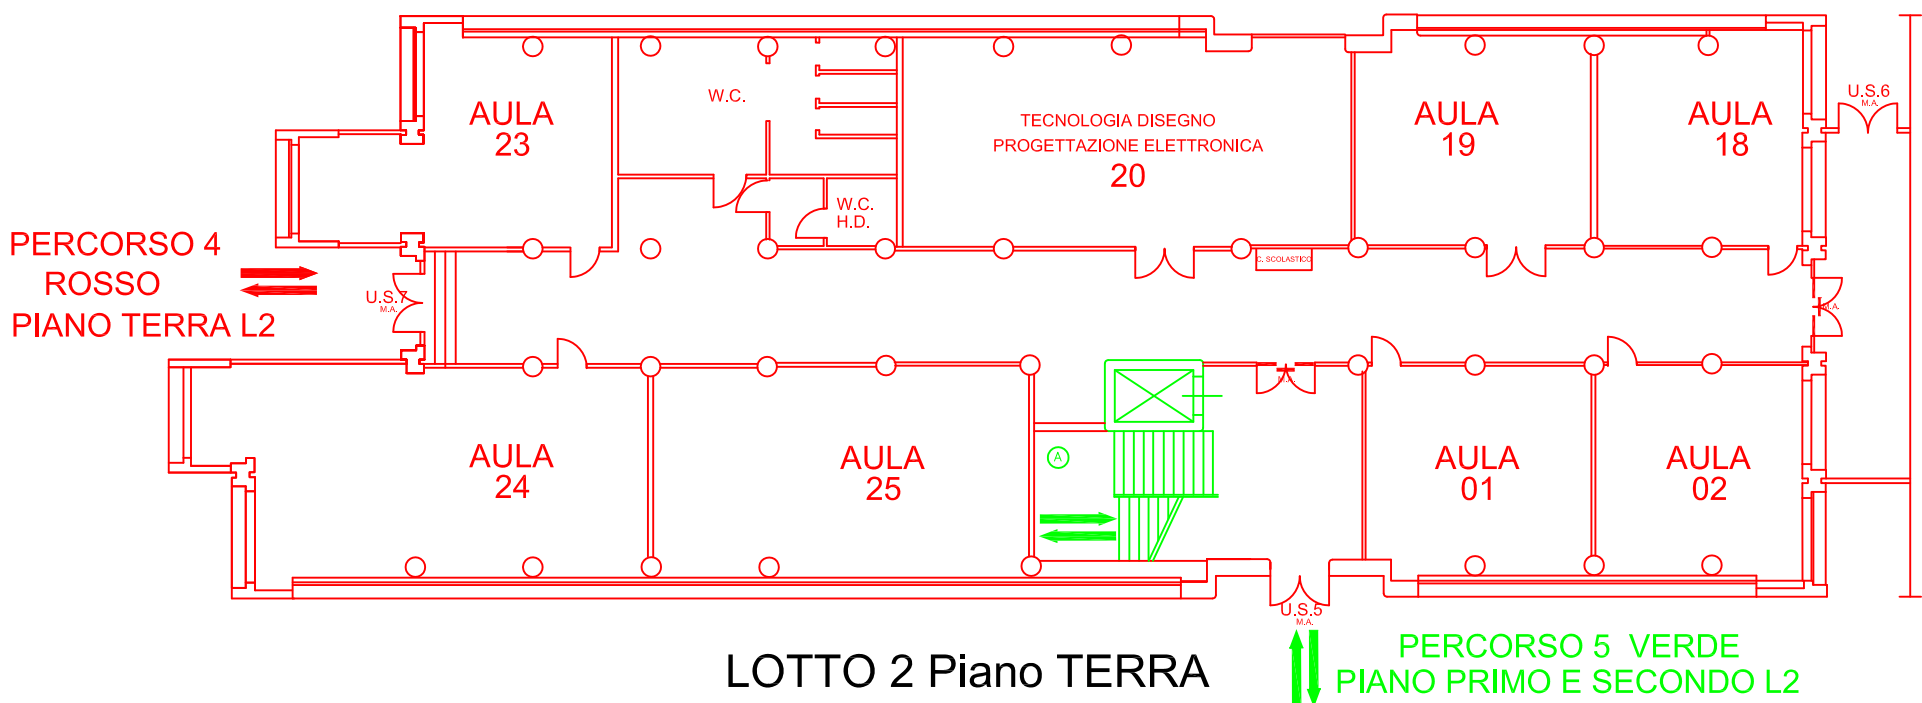 AULA
23
W.C.
TECNOLOGIA DISEGNO
PROGETTAZIONE ELETTRONICA
20
AULA
19
AULA
18
U.S.6
M.A.
W.C.
H.D.
PERCORSO 4
ROSSO
PIANO TERRA L2
U.S.7
M.A.
C. SCOLASTICO
M.A.
M.A.
AULA
24
AULA
25
A
AULA
01
AULA
02
U.S.5
M.A.
LOTTO 2 Piano TERRA
PERCORSO 5 VERDE
PIANO PRIMO E SECONDO L2